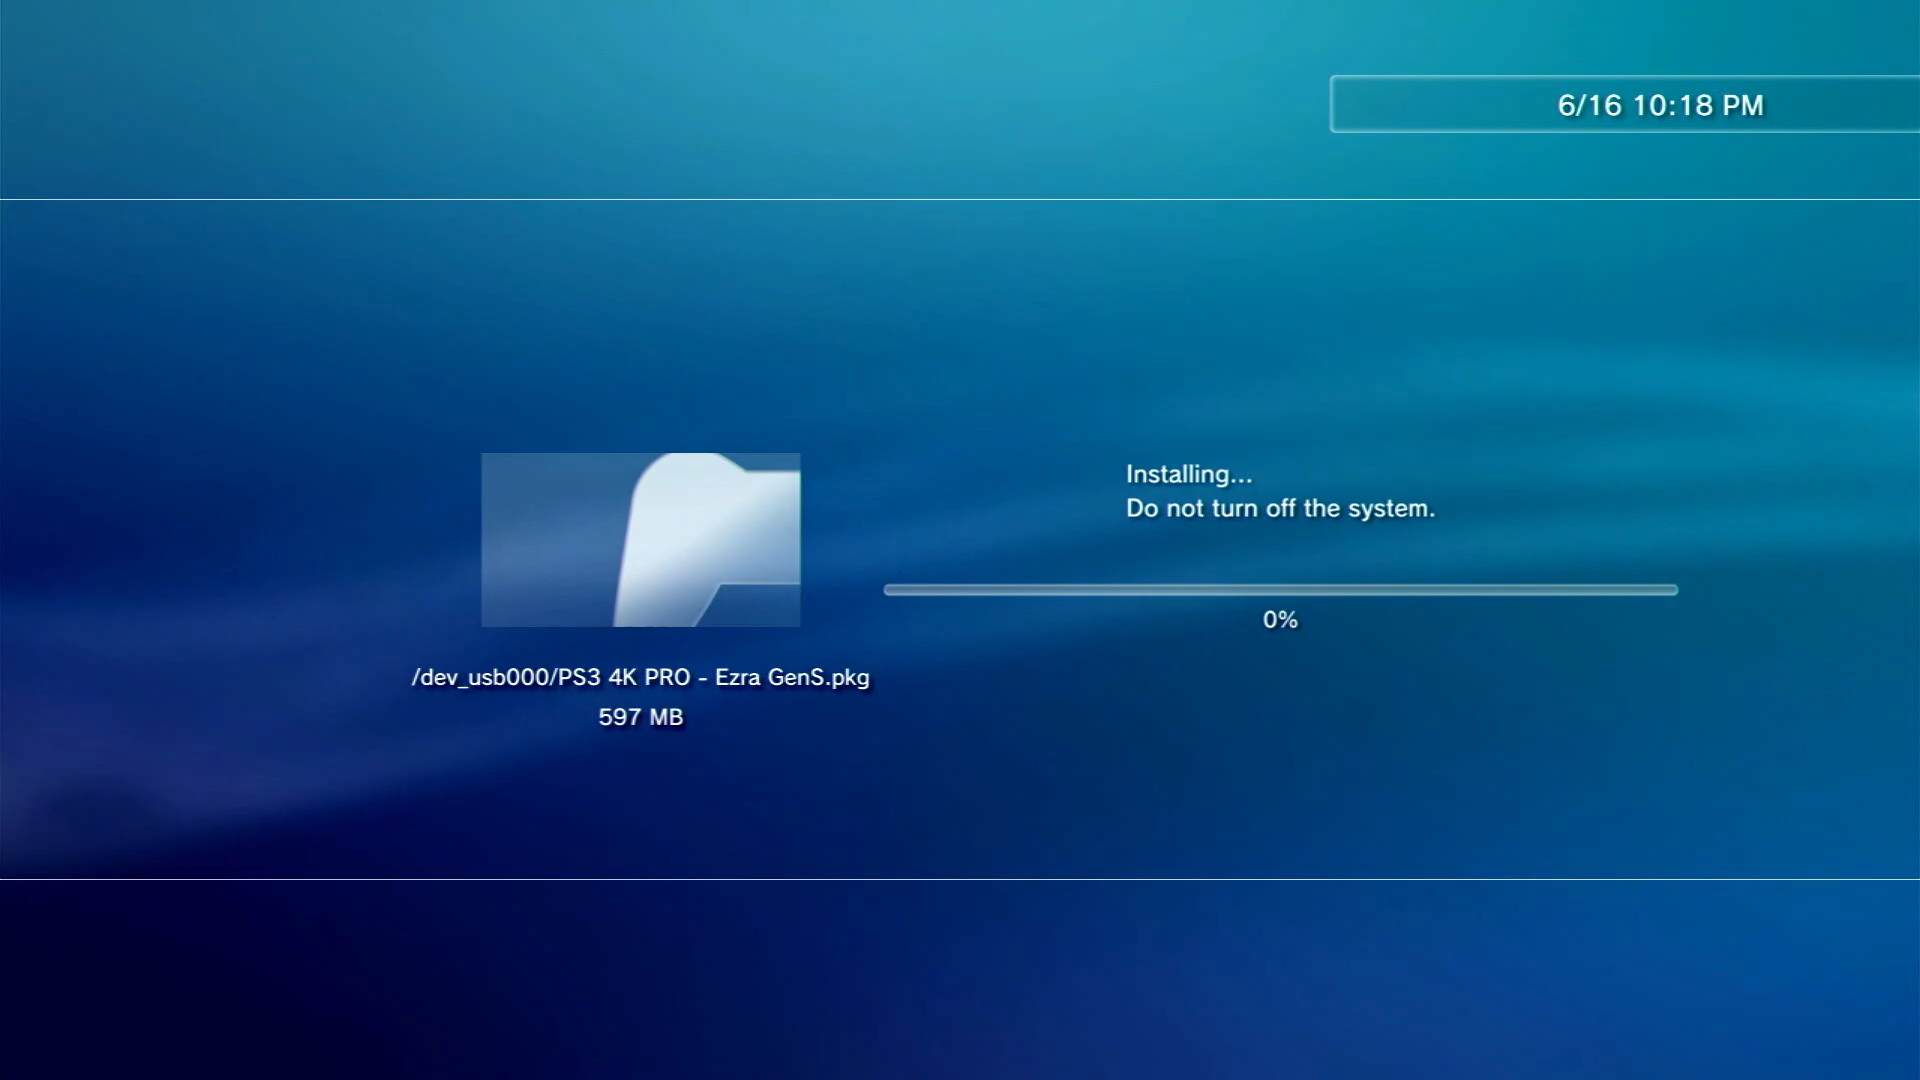 6/16 10:18 PM
Installing...
Do not turn off the system.
0%
/dev_usb000/PS3 4K PRO - Ezra GenS.pkg
597 MB